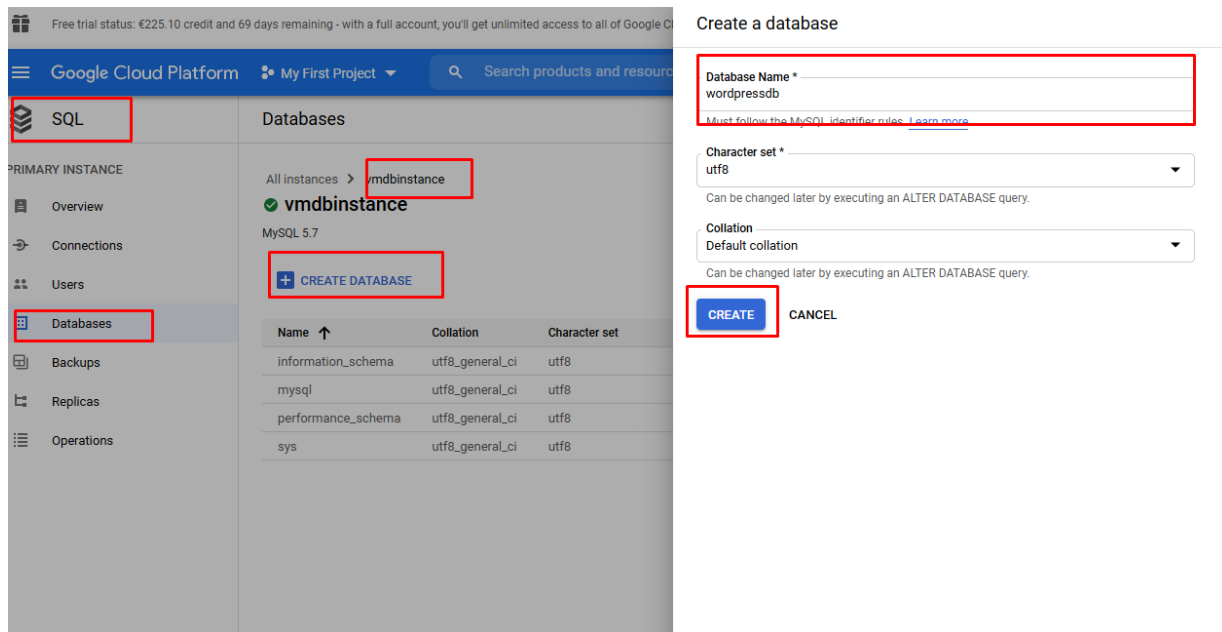 Free trial status: €225.10 credit and 69 days remaining - with a full account, you'll get unlimited access to all of Google Cl
Google Cloud Platform
My First Project
Search products and resourc
SQL
PRIMARY INSTANCE
Overview
Connections
Users
Databases
Backups
Replicas
Operations
Databases
All instances > vmdbinstance
vmdbinstance
MySQL 5.7
CREATE DATABASE
Name Collation Character set
information_schema utf8_general_ci utf8
mysql utf8_general_ci utf8
performance_schema utf8_general_ci utf8
sys utf8_general_ci utf8
Create a database
Database Name *
wordpressdb
Must follow the MySQL identifier rules. Learn more
Character set *
utf8
Can be changed later by executing an ALTER DATABASE query.
Collation
Default collation
Can be changed later by executing an ALTER DATABASE query.
CREATE CANCEL